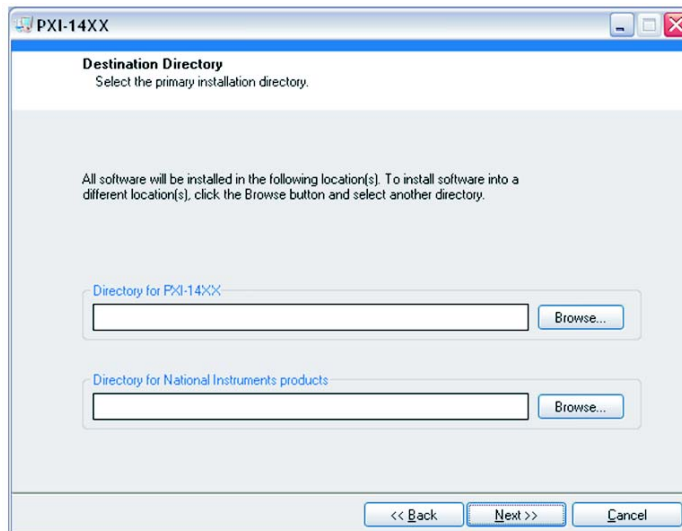 PXI-14XX
Destination Directory
Select the primary installation directory.
All software will be installed in the following location(s). To install software into a
different location(s), click the Browse button and select another directory.
Directory for PXI-14XX
Browse...
Directory for National Instruments products
Browse...
<< Back
Next >>
Cancel